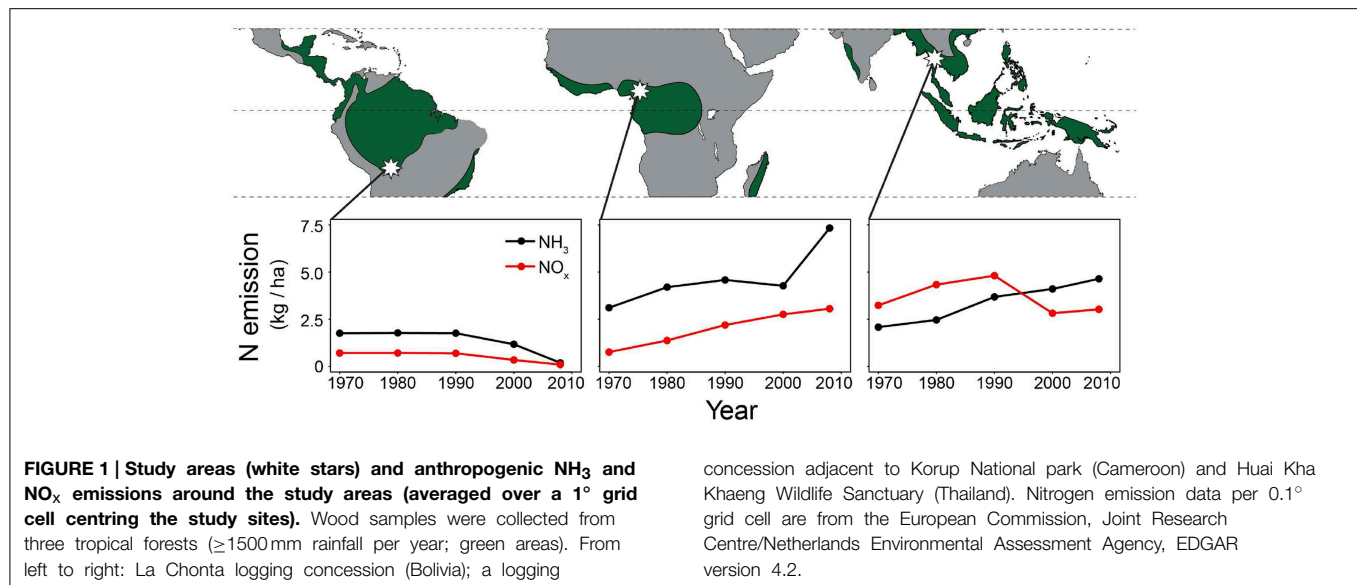 7.5
5.0
2.5
0
N emission
(kg / ha)
NH₃
NOₓ
1970 1980 1990 2000 2010
1970 1980 1990 2000 2010
1970 1980 1990 2000 2010
Year
FIGURE 1 | Study areas (white stars) and anthropogenic NH₃ and
NOₓ emissions around the study areas (averaged over a 1° grid
cell centring the study sites). Wood samples were collected from
three tropical forests (≥1500 mm rainfall per year; green areas). From
left to right: La Chonta logging concession (Bolivia); a logging
concession adjacent to Korup National park (Cameroon) and Huai Kha
Khaeng Wildlife Sanctuary (Thailand). Nitrogen emission data per 0.1°
grid cell are from the European Commission, Joint Research
Centre/Netherlands Environmental Assessment Agency, EDGAR
version 4.2.